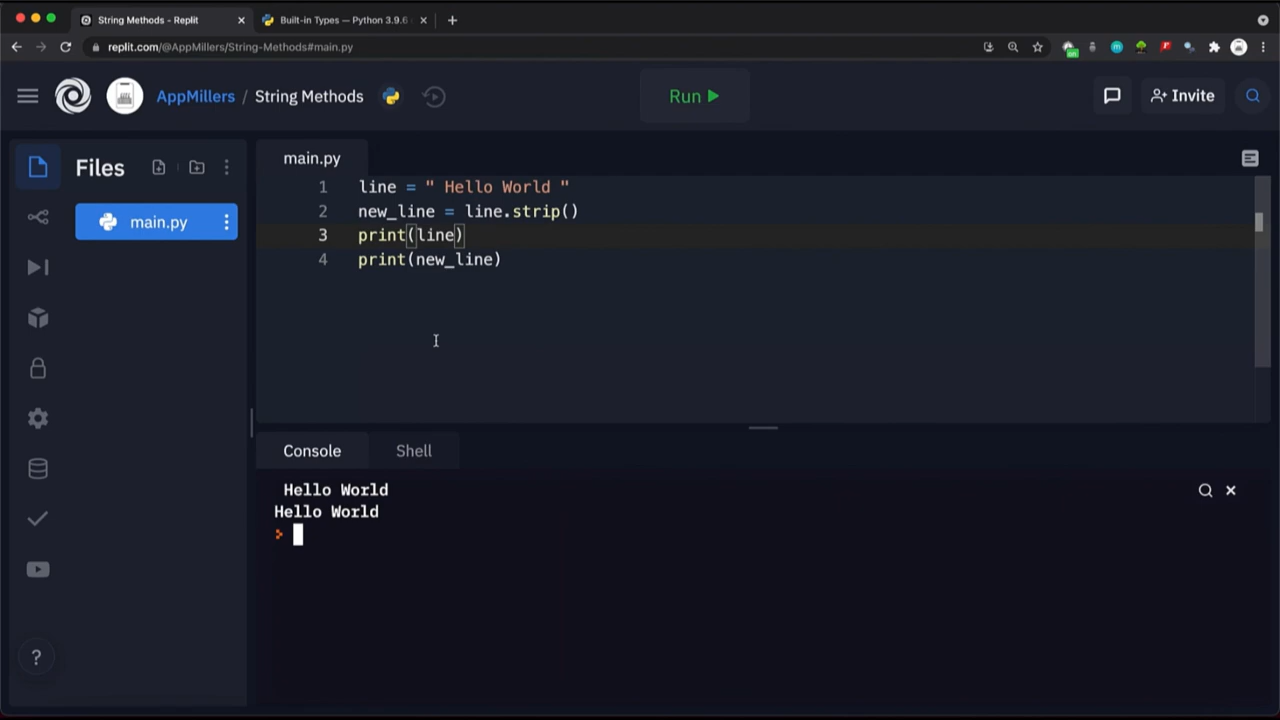 String Methods - Replit
Built-in Types — Python 3.9.6
replit.com/@AppMillers/String-Methods#main.py
AppMillers / String Methods
Run
Invite
Files
main.py
main.py
1 line = " Hello World "
2 new_line = line.strip()
3 print(line)
4 print(new_line)
Console
Shell
 Hello World
Hello World
>
?